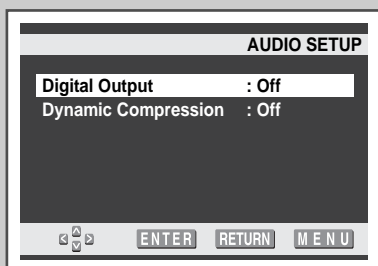 AUDIO SETUP
Digital Output : Off
Dynamic Compression : Off
ENTER RETURN MENU